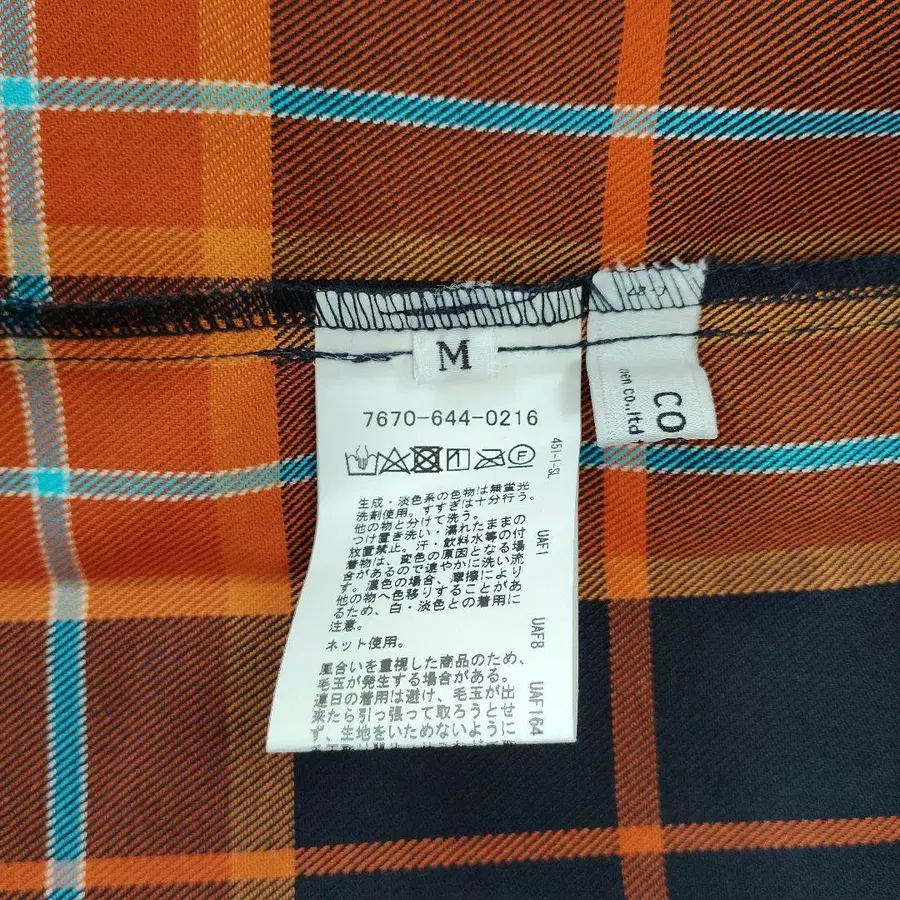 M
7670-644-0216
451-I-SL
生成・淡色系の色物は無蛍光
洗剤使用。すすぎは十分行う。
他の物と分けて洗う。
つけ置き洗い・濡れたままの
放置禁止。汗・飲料水等の付
着物は、変色の原因となる場
合があるので速やかに洗い流
す。濃色の場合、摩擦により
他の物へ色移りすることがあ
るため、白・淡色との着用に
注意。
ネット使用。
風合いを重視した商品のため、
毛玉が発生する場合がある。
連日の着用は避け、毛玉が出
来たら引っ張って取ろうとせ
ず、生地をいためないように
UAF1
UAF8
UAF164
CO
pen co.,ltd